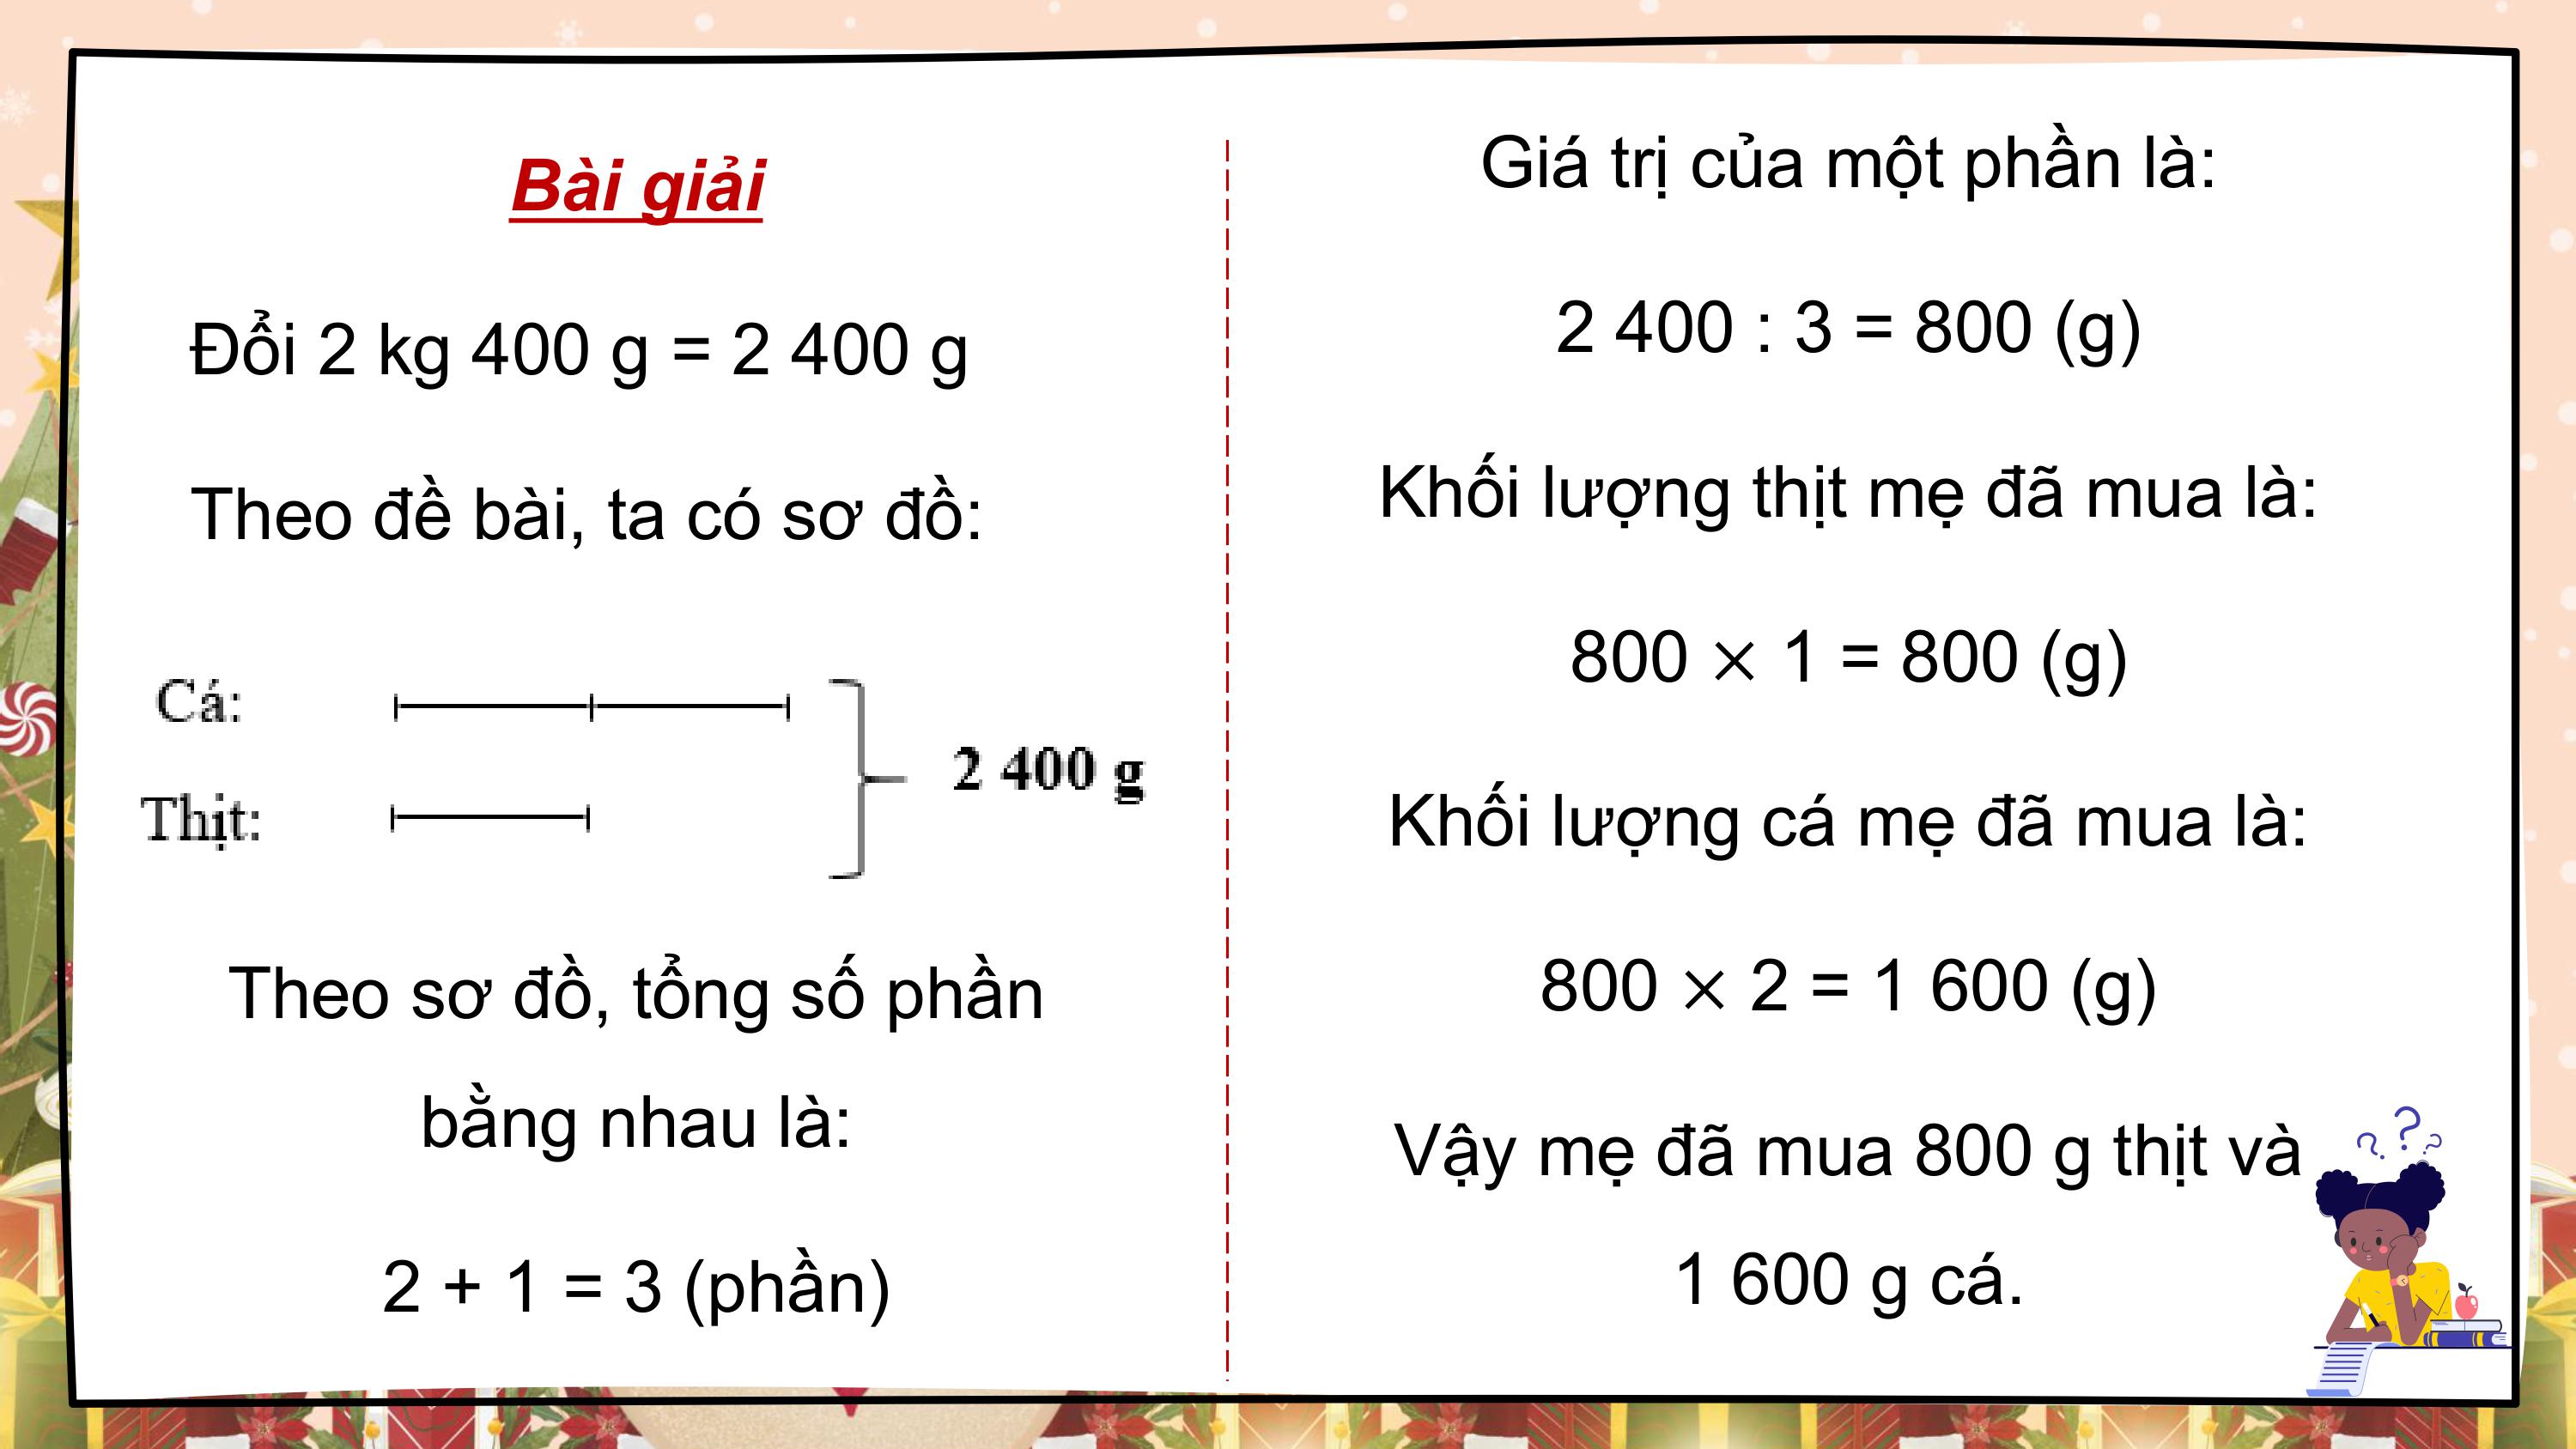 Bài giải
Đổi 2 kg 400 g = 2 400 g
Theo đề bài, ta có sơ đồ:
Cá:
2 400 g
Thịt:
Theo sơ đồ, tổng số phần
bằng nhau là:
2 + 1 = 3 (phần)
Giá trị của một phần là:
2 400 : 3 = 800 (g)
Khối lượng thịt mẹ đã mua là:
800 × 1 = 800 (g)
Khối lượng cá mẹ đã mua là:
800 × 2 = 1 600 (g)
Vậy mẹ đã mua 800 g thịt và
1 600 g cá.
? ? ?